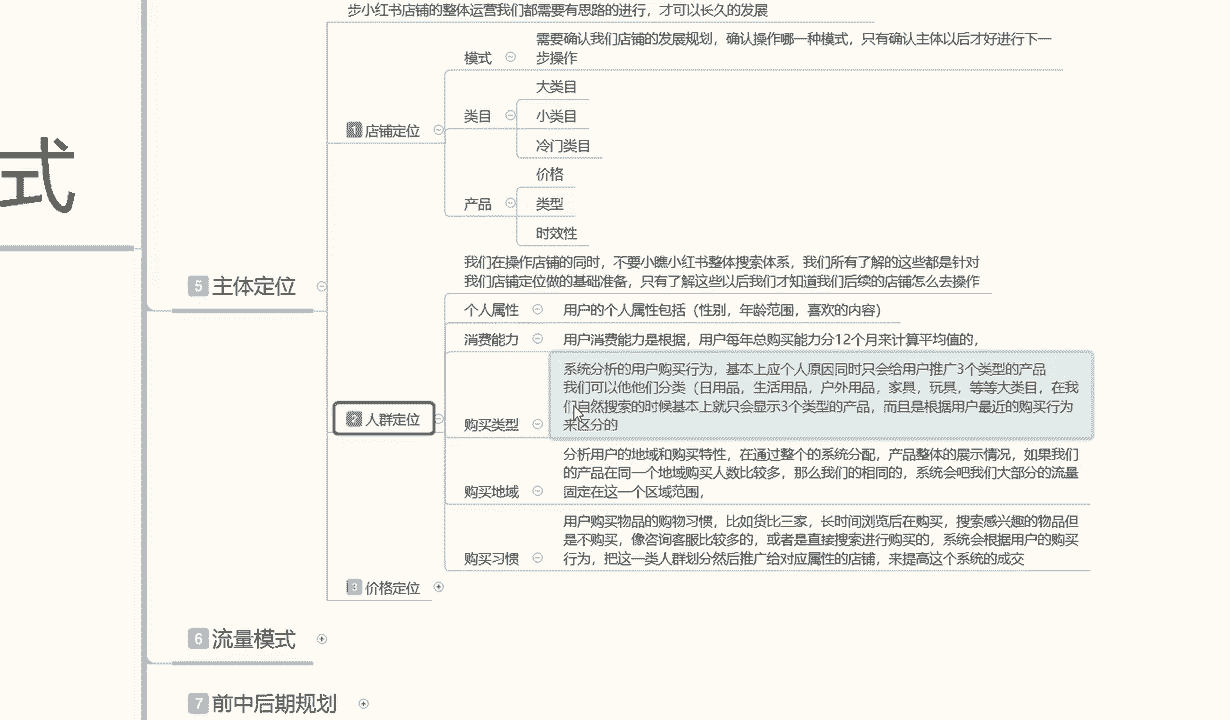 步小红书店铺的整体运营我们都需要有思路的进行，才可以长久的发展
式
需要确认我们店铺的发展规划，确认操作哪一种模式，只有确认主体以后才好进行下一
步操作
模式
大类目
类目
小类目
1 店铺定位
冷门类目
价格
产品
类型
时效性
我们在操作店铺的同时，不要小瞧小红书整体搜索体系，我们所有了解的这些都是针对
我们店铺定位做的基础准备，只有了解这些以后我们才知道我们后续的店铺怎么去操作
5 主体定位
个人属性
用户的个人属性包括（性别，年龄范围，喜欢的内容）
消费能力
用户消费能力是根据，用户每年总购买能力分12个月来计算平均值的，
系统分析的用户购买行为，基本上应个人原因同时只会给用户推广3个类型的产品
我们可以他他们分类（日用品，生活用品，户外用品，家具，玩具，等等大类目，在我
们自然搜索的时候基本上就只会显示3个类型的产品，而且是根据用户最近的购买行为
来区分的
2 人群定位
购买类型
分析用户的地域和购买特性，在通过整个的系统分配，产品整体的展示情况，如果我们
的产品在同一个地域购买人数比较多，那么我们的相同的，系统会吧我们大部分的流量
固定在这一个区域范围，
购买地域
用户购买物品的购物习惯，比如货比三家，长时间浏览后在购买，搜索感兴趣的物品但
是不购买，像咨询客服比较多的，或者是直接搜索进行购买的，系统会根据用户的购买
行为，把这一类人群划分然后推广给对应属性的店铺，来提高这个系统的成交
购买习惯
3 价格定位
6 流量模式
7 前中后期规划